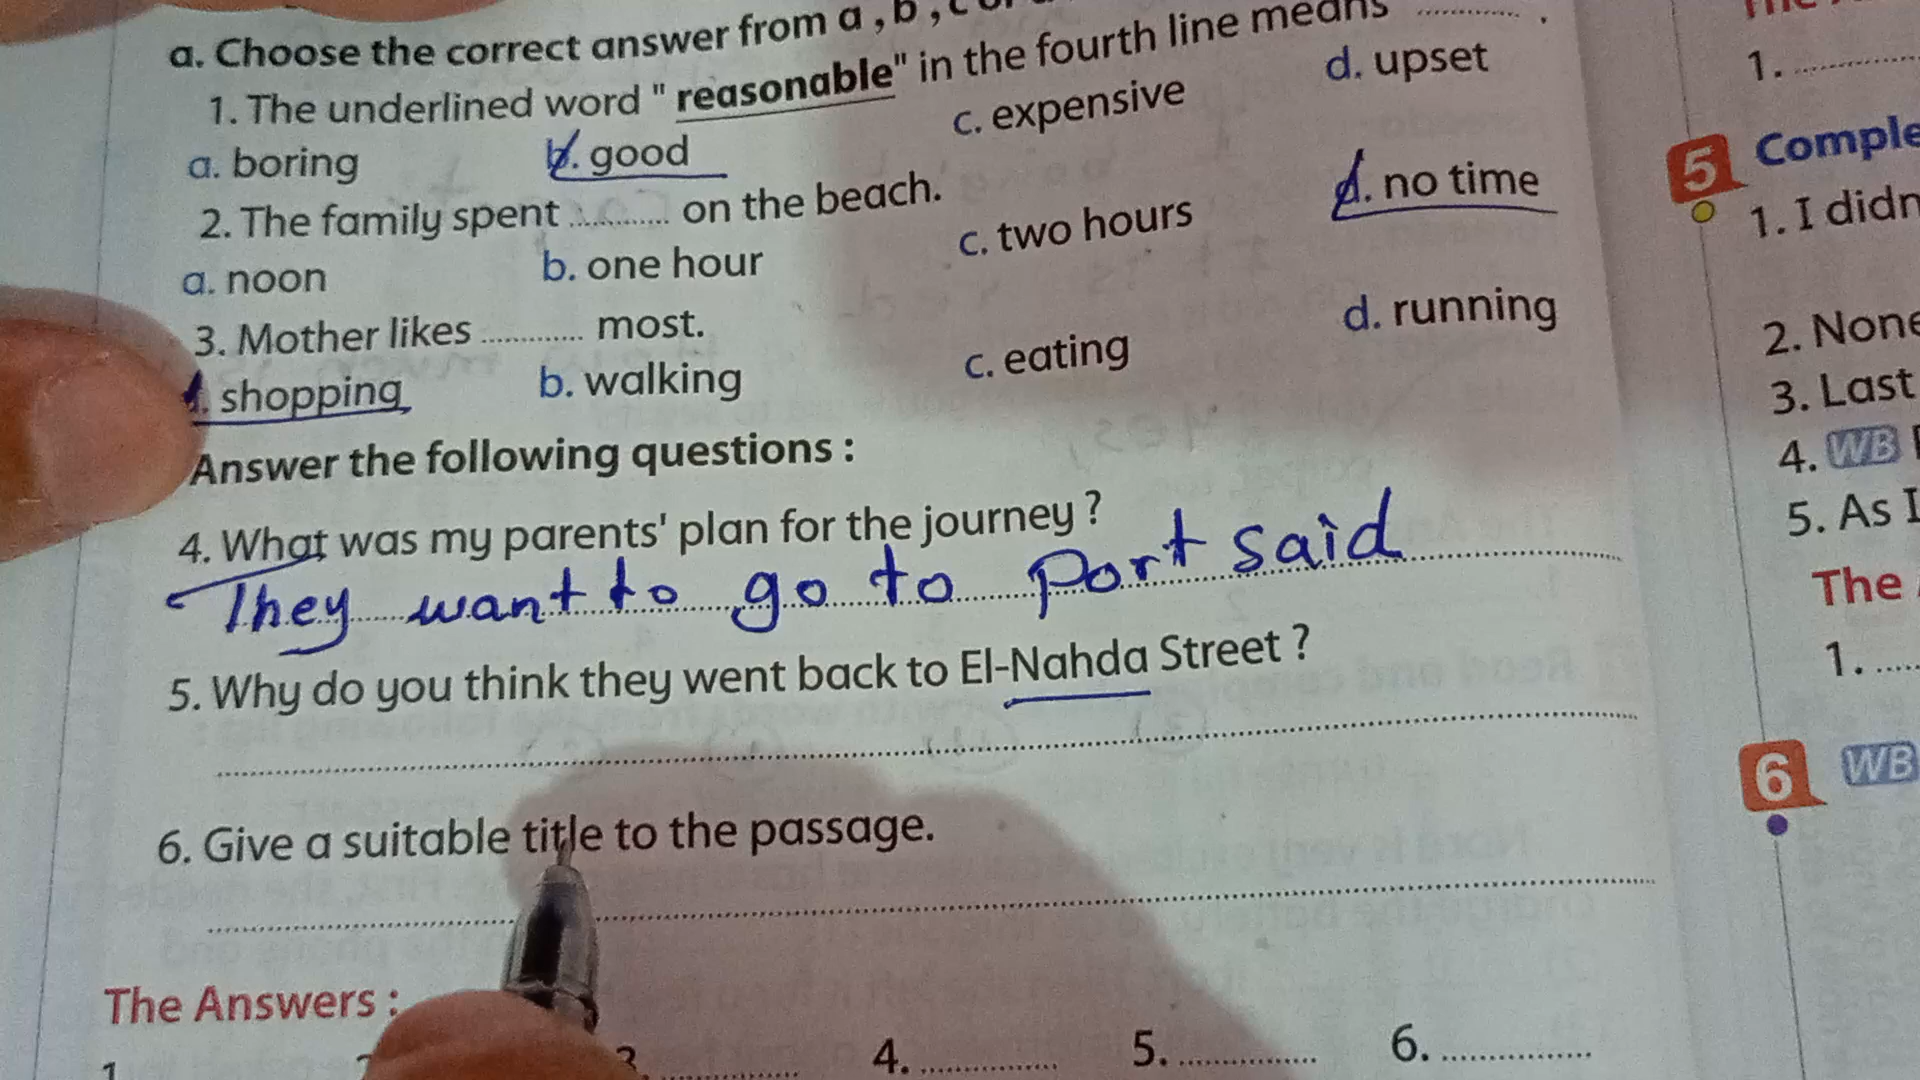 a. Choose the correct answer from a , b , c
1. The underlined word " reasonable" in the fourth line means ............ .
a. boring b. good c. expensive d. upset
2. The family spent ............ on the beach.
a. noon b. one hour c. two hours d. no time
3. Mother likes ............ most.
. shopping b. walking c. eating d. running
Answer the following questions :
4. What was my parents' plan for the journey ?
They want to go to port said
5. Why do you think they went back to El-Nahda Street ?
6. Give a suitable title to the passage.
The Answers :
1 3. 4. ............ 5. ............ 6. ............
1. ............
5 Comple
1. I didn
2. None
3. Last
4. WB
5. As I
The
1. .....
6 WB